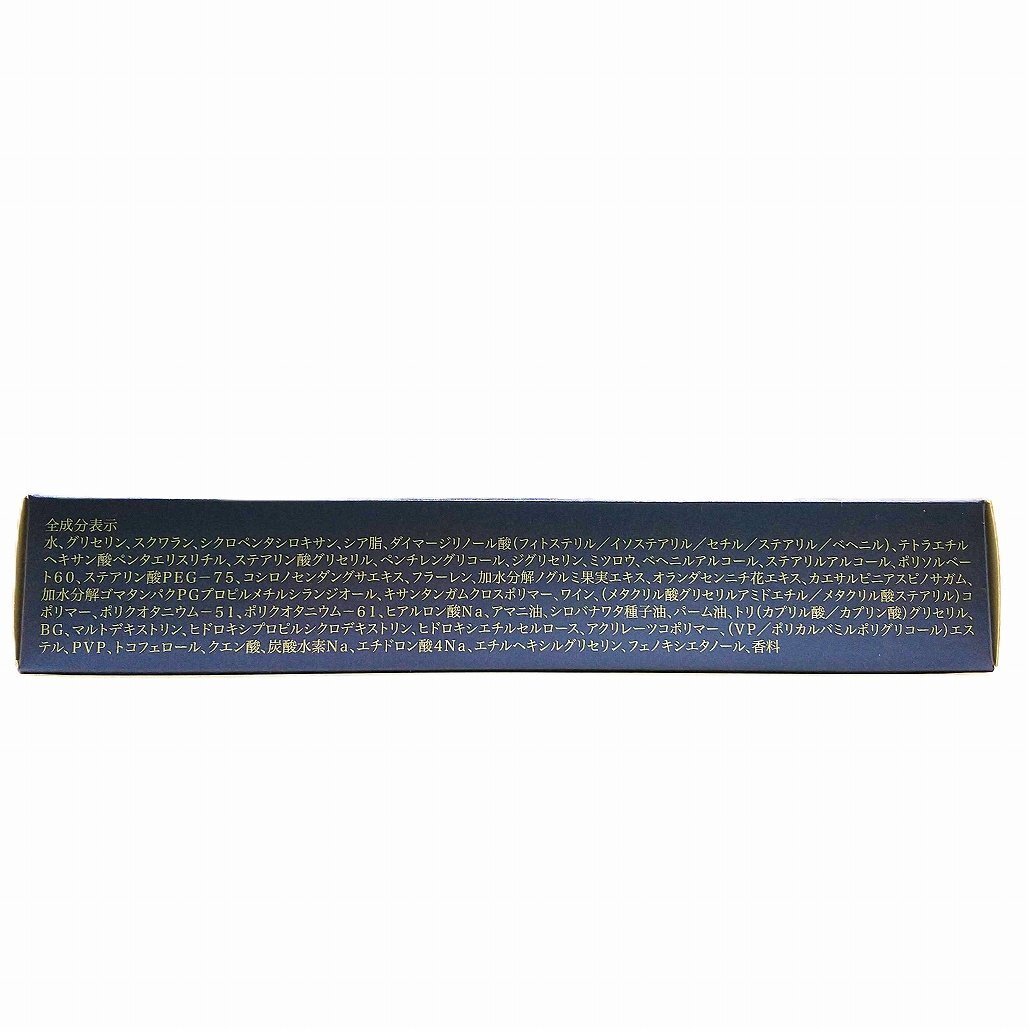 全成分表示
水、グリセリン、スクワラン、シクロペンタシロキサン、シア脂、ダイマージリノール酸(フィトステリル／イソステアリル／セチル／ステアリル／ベヘニル)、テトラエチル
ヘキサン酸ペンタエリスリチル、ステアリン酸グリセリル、ペンチレングリコール、ジグリセリン、ミツロウ、ベヘニルアルコール、ステアリルアルコール、ポリソルベー
ト60、ステアリン酸PEG－75、コシロノセンダングサエキス、フラーレン、加水分解ノグルミ果実エキス、オランダセンニチ花エキス、カエサルピニアスピノサガム、
加水分解ゴマタンパクPGプロピルメチルシランジオール、キサンタンガムクロスポリマー、ワイン、(メタクリル酸グリセリルアミドエチル／メタクリル酸ステアリル)コ
ポリマー、ポリクオタニウム－51、ポリクオタニウム－61、ヒアルロン酸Na、アマニ油、シロバナワタ種子油、パーム油、トリ(カプリル酸／カプリン酸)グリセリル、
BG、マルトデキストリン、ヒドロキシプロピルシクロデキストリン、ヒドロキシエチルセルロース、アクリレーツコポリマー、(VP／ポリカルバミルポリグリコール)エス
テル、PVP、トコフェロール、クエン酸、炭酸水素Na、エチドロン酸4Na、エチルヘキシルグリセリン、フェノキシエタノール、香料